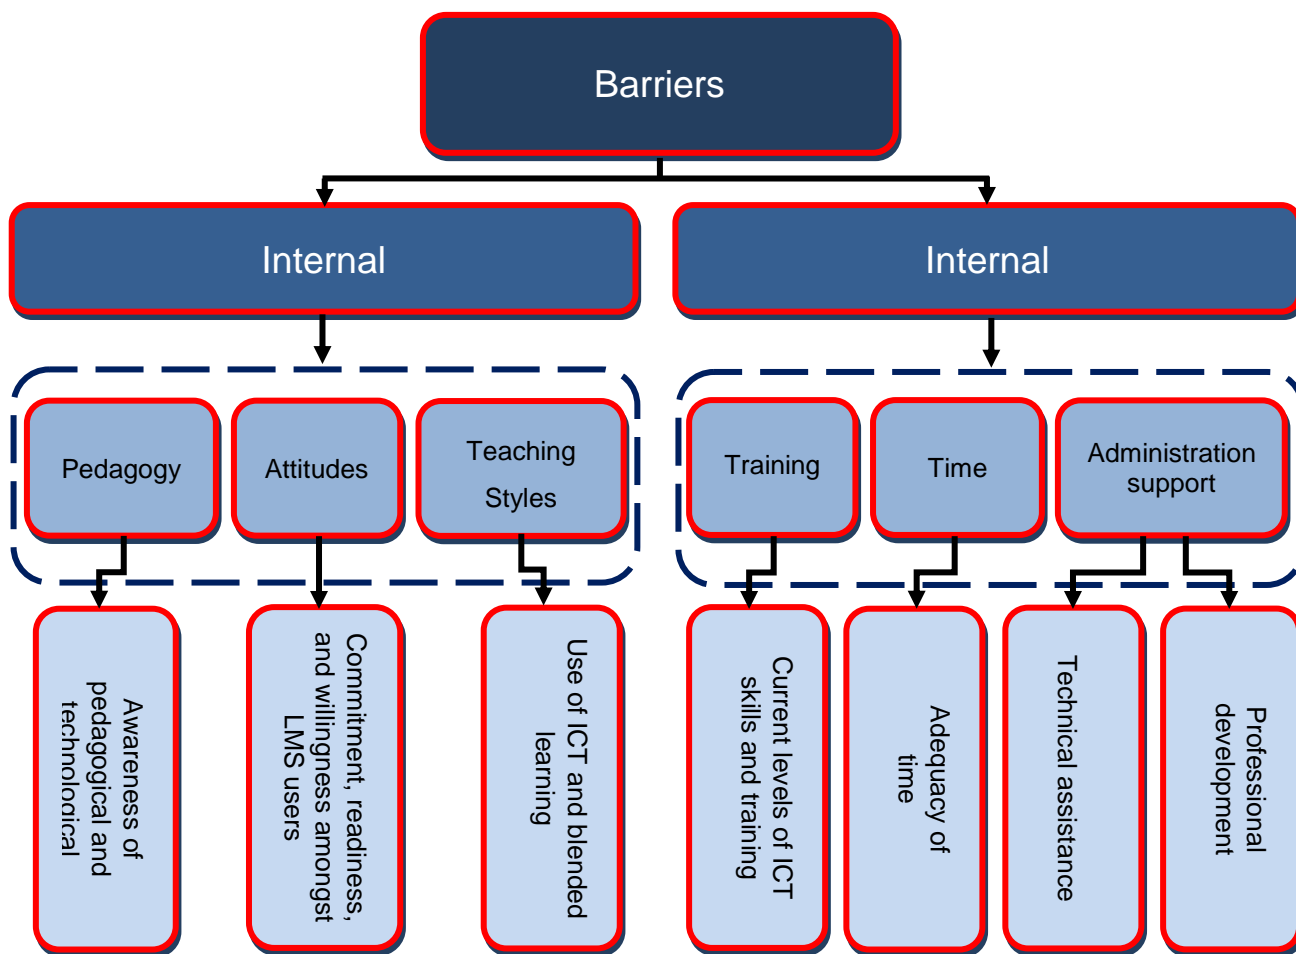 Barriers
Internal
Internal
Pedagogy
Attitudes
Teaching
Styles
Training
Time
Administration
support
Awareness of
pedagogical and
technological
Commitment, readiness,
and willingness amongst
LMS users
Use of ICT and blended
learning
Current levels of ICT
skills and training
Adequacy of
time
Technical assistance
Professional
development